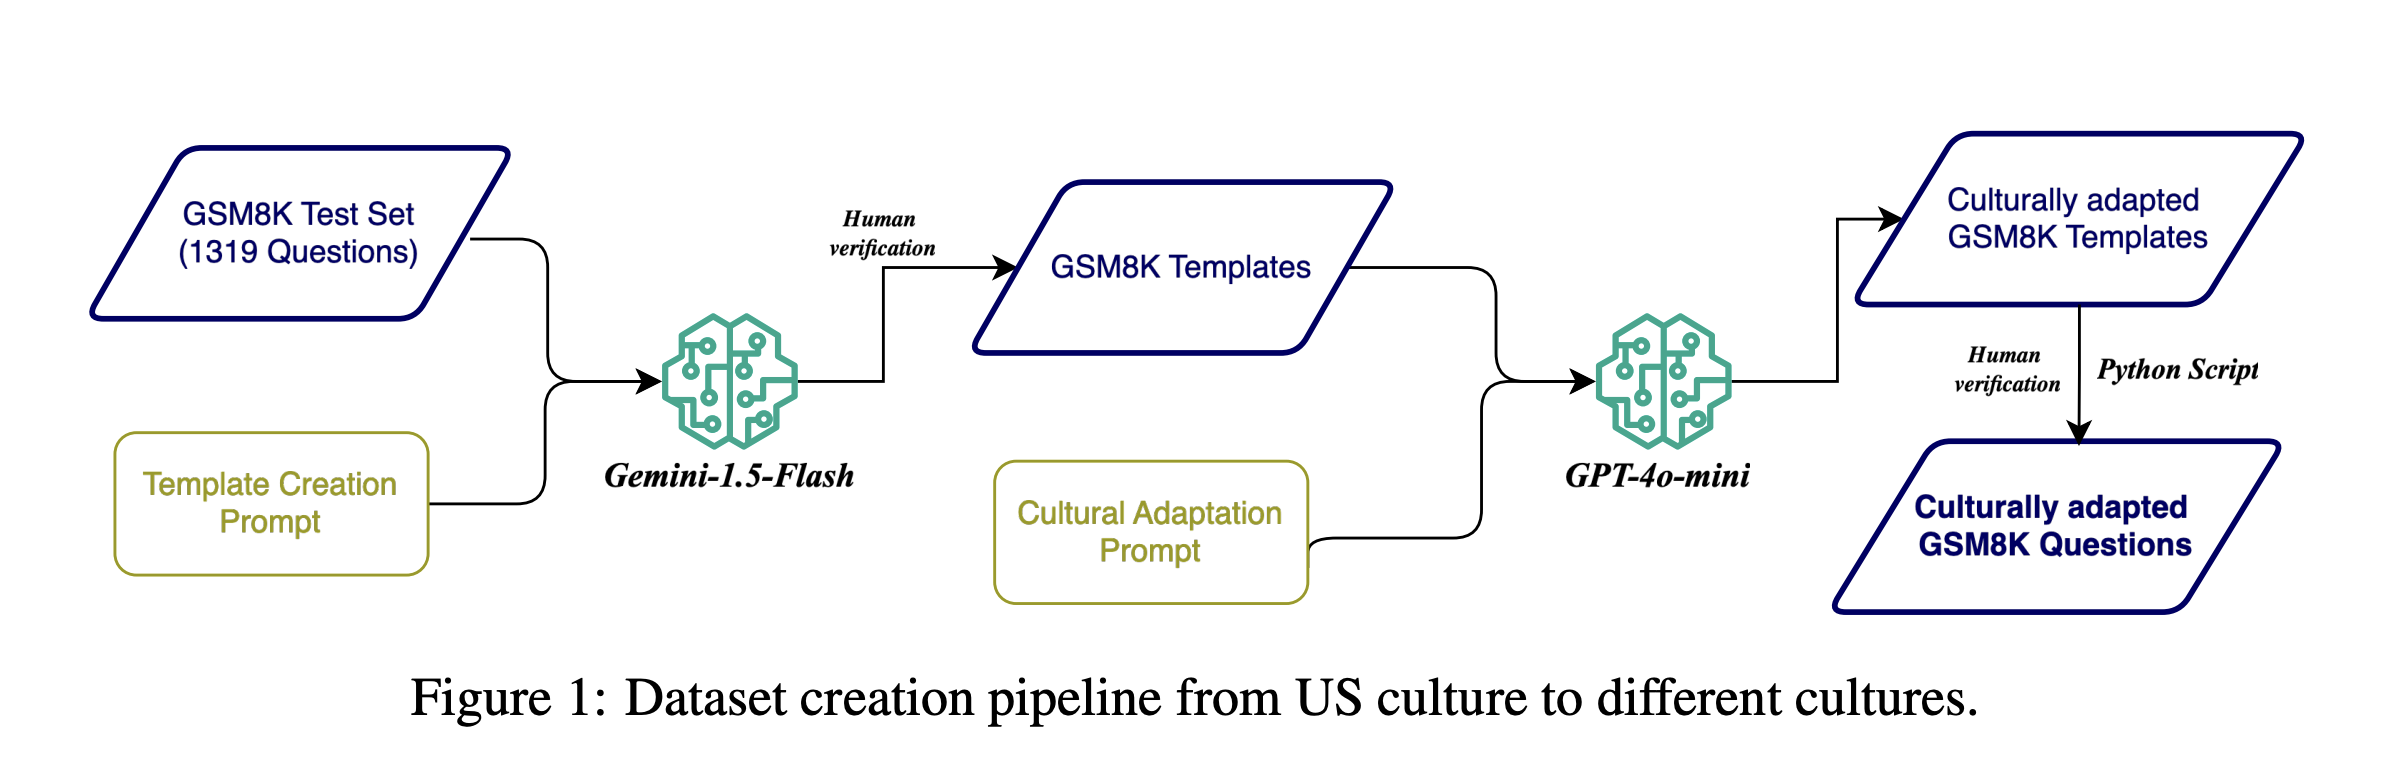 GSM8K Test Set
(1319 Questions)
Template Creation
Prompt
Gemini-1.5-Flash
Human
verification
GSM8K Templates
Cultural Adaptation
Prompt
GPT-4o-mini
Culturally adapted
GSM8K Templates
Human
verification
Python Script
Culturally adapted
GSM8K Questions
Figure 1: Dataset creation pipeline from US culture to different cultures.